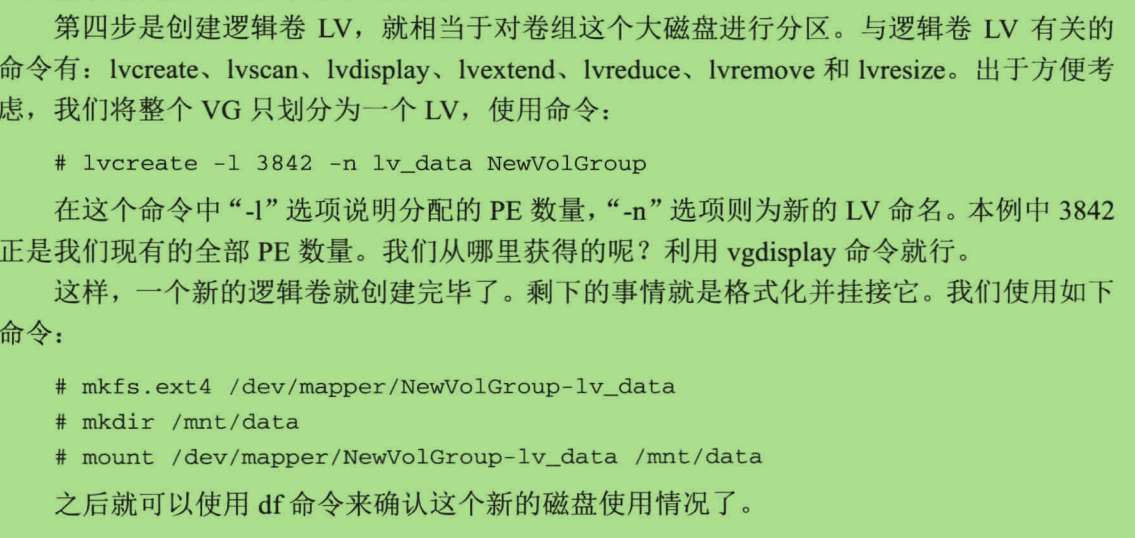 第四步是创建逻辑卷 LV，就相当于对卷组这个大磁盘进行分区。与逻辑卷 LV 有关的
命令有：lvcreate、lvscan、lvdisplay、lvextend、lvreduce、lvremove 和 lvresize。出于方便考
虑，我们将整个 VG 只划分为一个 LV，使用命令：
# lvcreate -l 3842 -n lv_data NewVolGroup
在这个命令中“-l”选项说明分配的 PE 数量，“-n”选项则为新的 LV 命名。本例中 3842
正是我们现有的全部 PE 数量。我们从哪里获得的呢？利用 vgdisplay 命令就行。
这样，一个新的逻辑卷就创建完毕了。剩下的事情就是格式化并挂接它。我们使用如下
命令：
# mkfs.ext4 /dev/mapper/NewVolGroup-lv_data
# mkdir /mnt/data
# mount /dev/mapper/NewVolGroup-lv_data /mnt/data
之后就可以使用 df 命令来确认这个新的磁盘使用情况了。